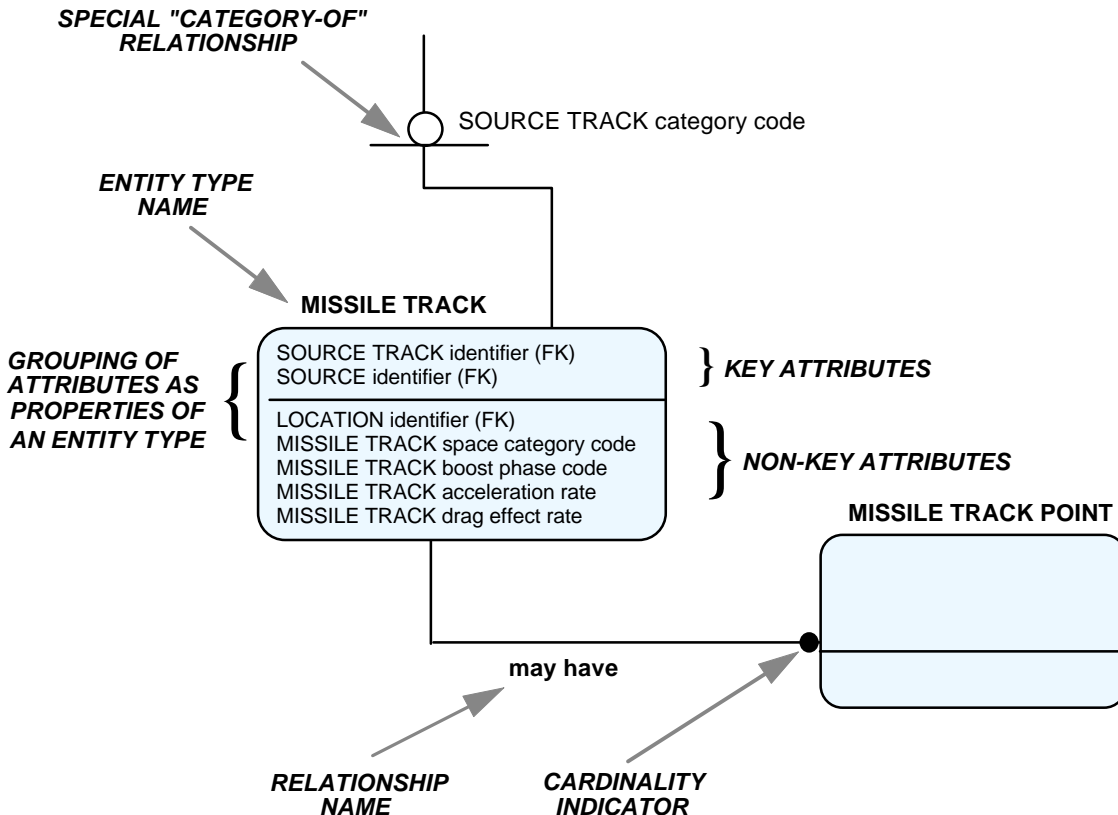 SPECIAL "CATEGORY-OF"
RELATIONSHIP
SOURCE TRACK category code
ENTITY TYPE
NAME
MISSILE TRACK
GROUPING OF
ATTRIBUTES AS
PROPERTIES OF
AN ENTITY TYPE
SOURCE TRACK identifier (FK)
SOURCE identifier (FK)
KEY ATTRIBUTES
LOCATION identifier (FK)
MISSILE TRACK space category code
MISSILE TRACK boost phase code
MISSILE TRACK acceleration rate
MISSILE TRACK drag effect rate
NON-KEY ATTRIBUTES
MISSILE TRACK POINT
may have
RELATIONSHIP
NAME
CARDINALITY
INDICATOR